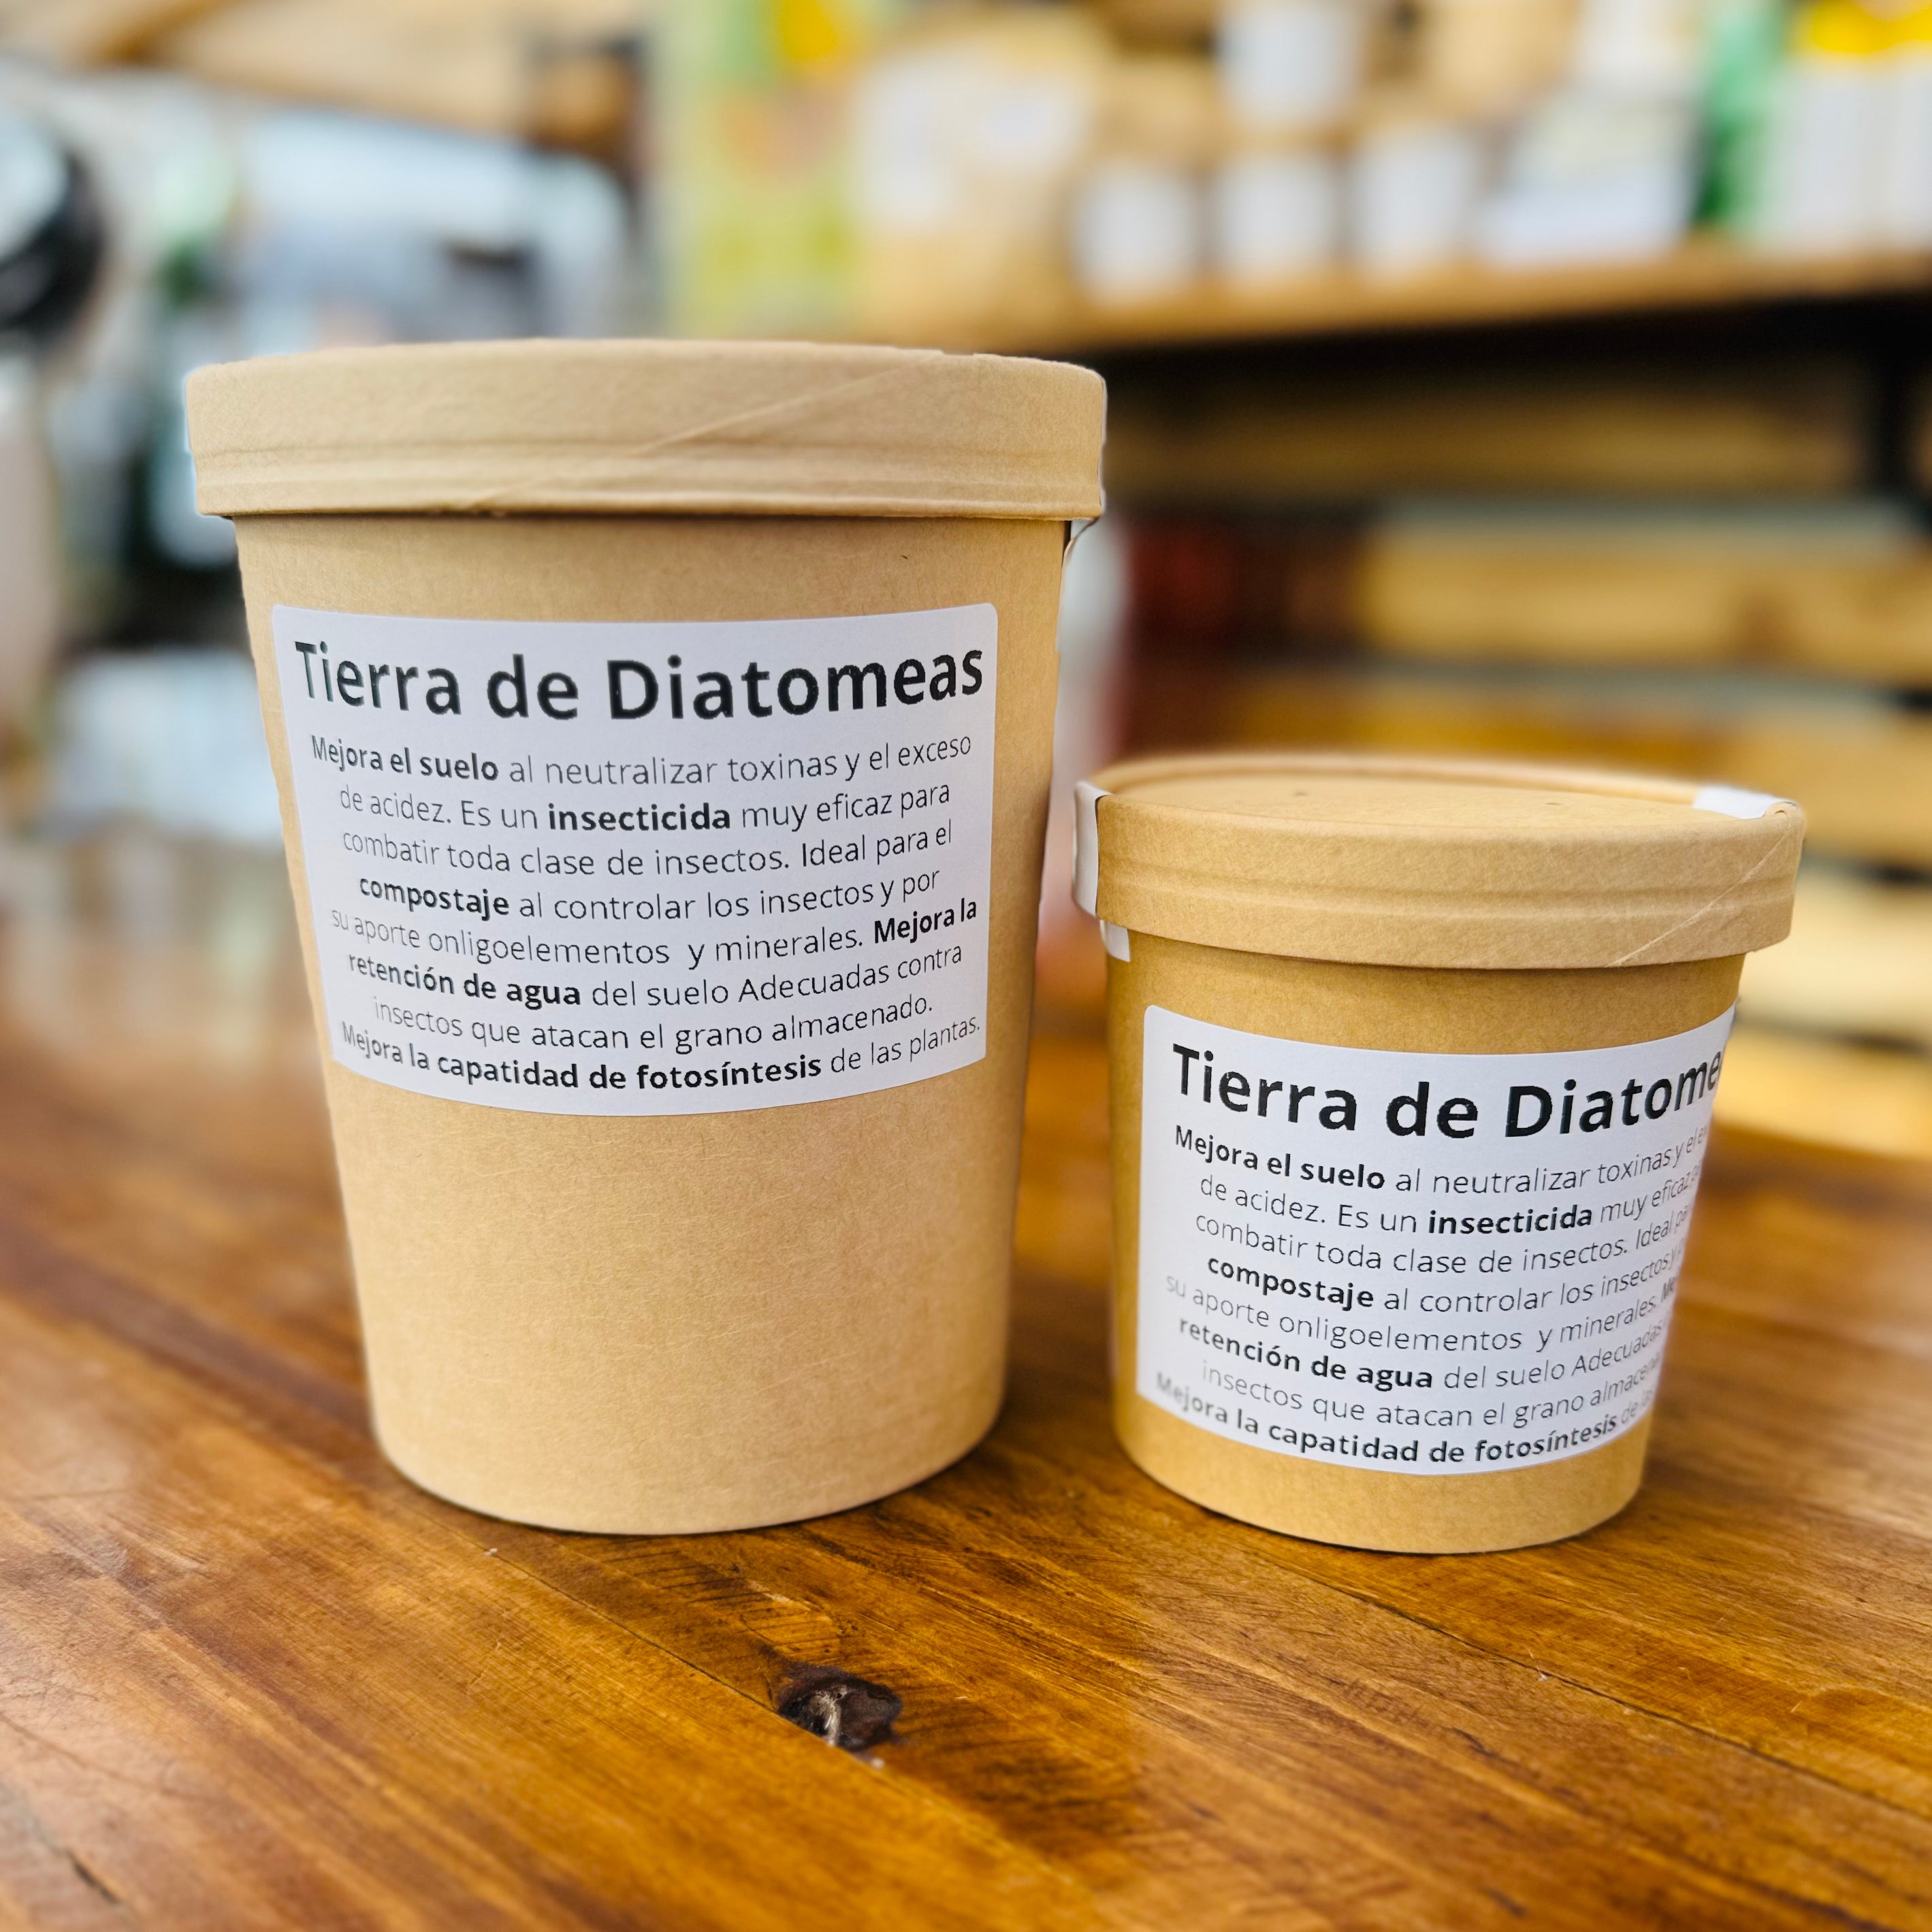 Tierra de Diatomeas
Mejora el suelo al neutralizar toxinas y el exceso
de acidez. Es un insecticida muy eficaz para
combatir toda clase de insectos. Ideal para el
compostaje al controlar los insectos y por
su aporte onligoelementos y minerales. Mejora la
retención de agua del suelo Adecuadas contra
insectos que atacan el grano almacenado.
Mejora la capatidad de fotosíntesis de las plantas.
Tierra de Diatome
Mejora el suelo al neutralizar toxinas y el
de acidez. Es un insecticida muy eficaz
combatir toda clase de insectos. Ideal
compostaje al controlar los insectos y
su aporte onligoelementos y minerales.
retención de agua del suelo Adecuadas
insectos que atacan el grano
Mejora la capatidad de fotosíntesis de